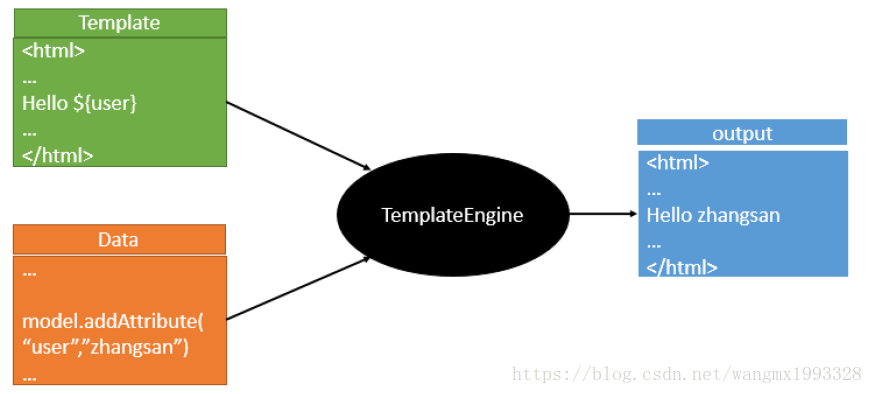 Template
<html>
...
Hello ${user}
...
</html>
Data
...
model.addAttribute(
“user”,”zhangsan”)
...
TemplateEngine
output
<html>
...
Hello zhangsan
...
</html>
https://blog.csdn.net/wangmx1993328